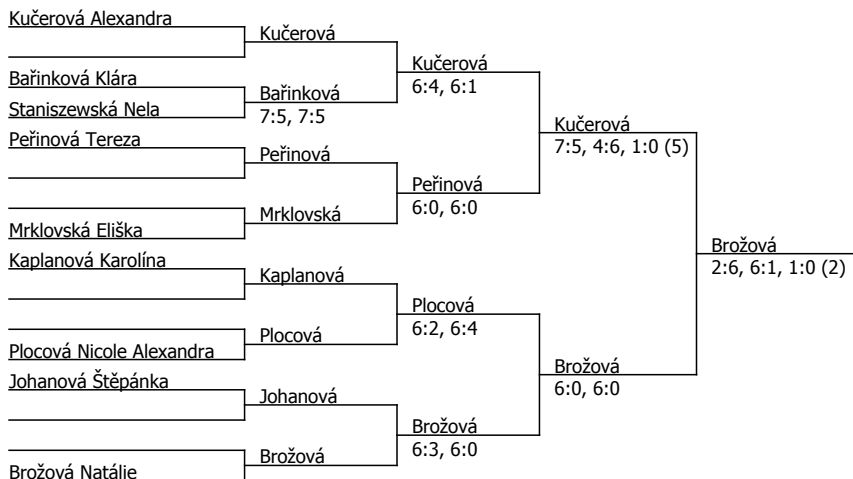 Kučerová Alexandra
Bařinková Klára
Staniszewská Nela
Peřinová Tereza
Mrklovská Eliška
Kaplanová Karolína
Plocová Nicole Alexandra
Johanová Štěpánka
Brožová Natálie
Kučerová
Bařinková
7:5, 7:5
Peřinová
Mrklovská
Kaplanová
Plocová
Johanová
Brožová
Kučerová
6:4, 6:1
Peřinová
6:0, 6:0
Plocová
6:2, 6:4
Brožová
6:3, 6:0
Kučerová
7:5, 4:6, 1:0 (5)
Brožová
6:0, 6:0
Brožová
2:6, 6:1, 1:0 (2)